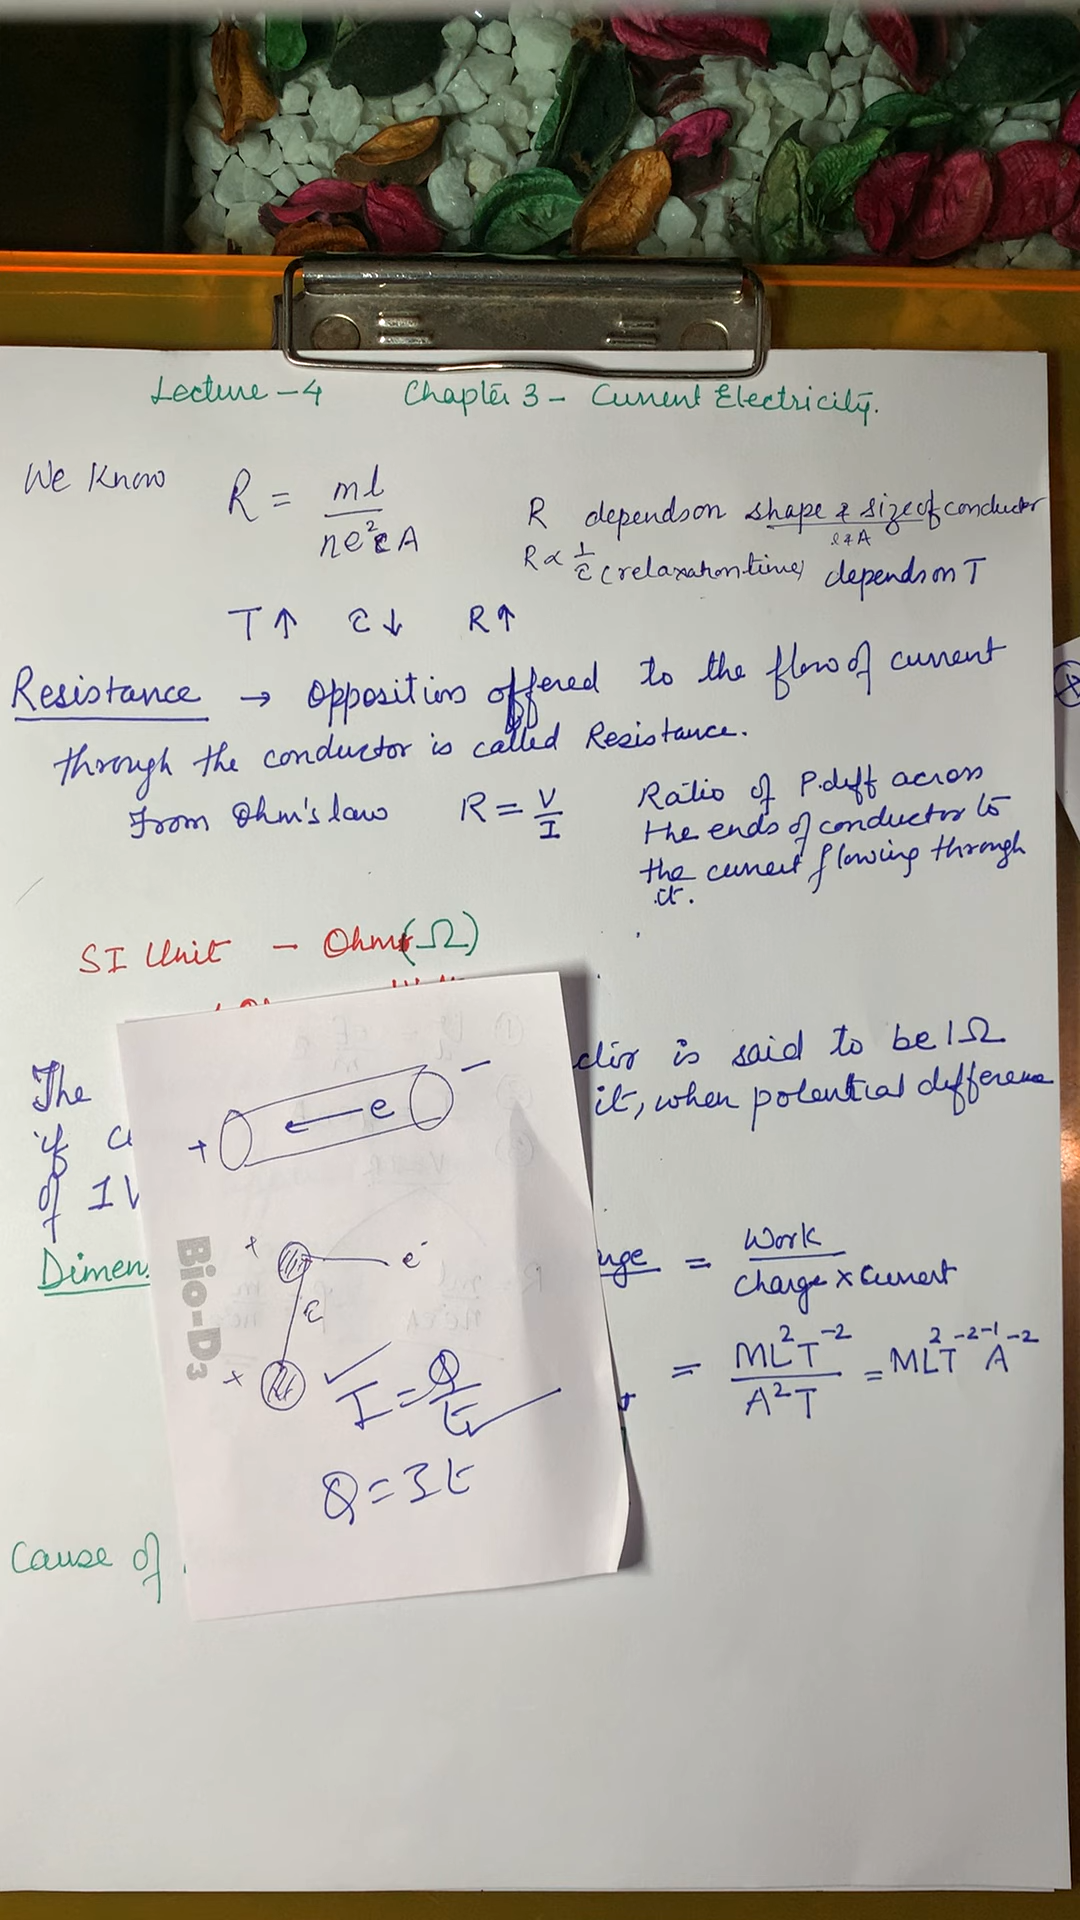 Lecture - 4 Chapter 3 - Current Electricity.
We Know R = ml / ne²τA
R depends on shape & size of conductor
l & A
R ∝ 1/τ (relaxation time) depends on T
T↑ τ↓ R↑
Resistance → Opposition offered to the flow of current
through the conductor is called Resistance.
From Ohm's law R = V/I
Ratio of P.diff across
the ends of conductor to
the current flowing through
it.
SI Unit - Ohm (Ω)
The is said to be 1Ω
if it, when potential difference
of 1V
= Work / Charge x Current
= ML²T⁻² / A²T = ML²T⁻²⁻¹A⁻²
Cause of
- e +
+ e⁻
τ
+
I = Q/t
Q = It
Bio-D3